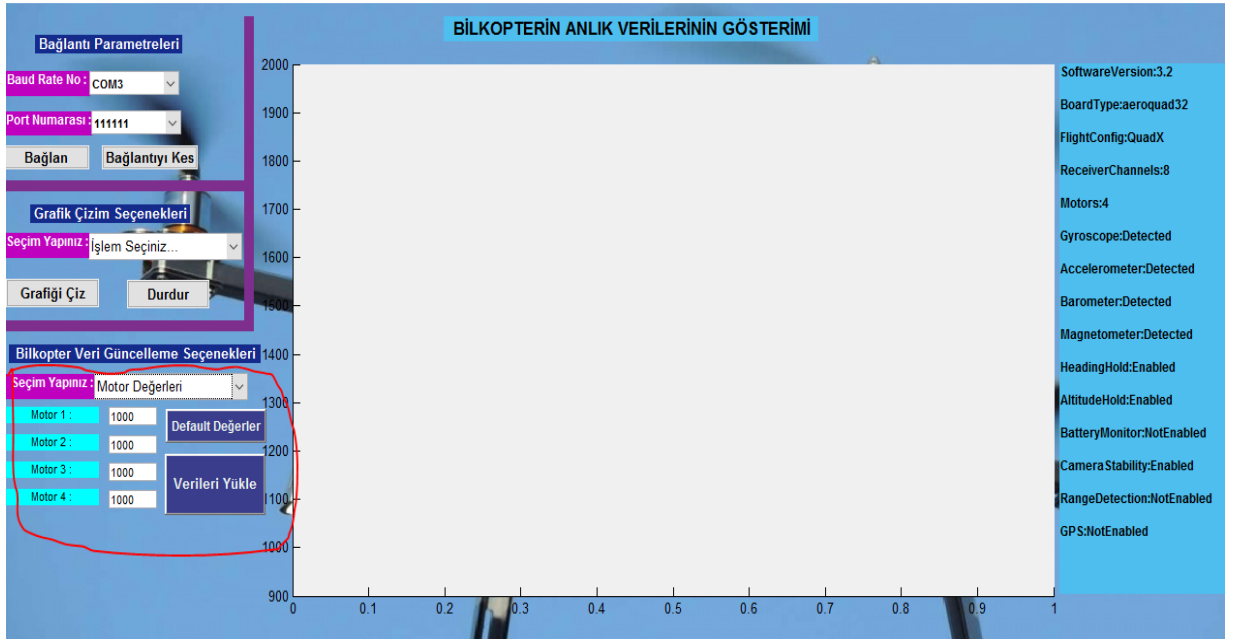 BİLKOPTERİN ANLIK VERİLERİNİN GÖSTERİMİ
Bağlantı Parametreleri
Baud Rate No : COM3
Port Numarası : 111111
Bağlan Bağlantıyı Kes
Grafik Çizim Seçenekleri
Seçim Yapınız : İşlem Seçiniz...
Grafiği Çiz Durdur
Bilkopter Veri Güncelleme Seçenekleri
Seçim Yapınız : Motor Değerleri
Motor 1 : 1000
Motor 2 : 1000
Motor 3 : 1000
Motor 4 : 1000
Default Değerler
Verileri Yükle
2000
1900
1800
1700
1600
1500
1400
1300
1200
1100
1000
900
0 0.1 0.2 0.3 0.4 0.5 0.6 0.7 0.8 0.9 1
SoftwareVersion:3.2
BoardType:aeroquad32
FlightConfig:QuadX
ReceiverChannels:8
Motors:4
Gyroscope:Detected
Accelerometer:Detected
Barometer:Detected
Magnetometer:Detected
HeadingHold:Enabled
AltitudeHold:Enabled
BatteryMonitor:NotEnabled
CameraStability:Enabled
RangeDetection:NotEnabled
GPS:NotEnabled